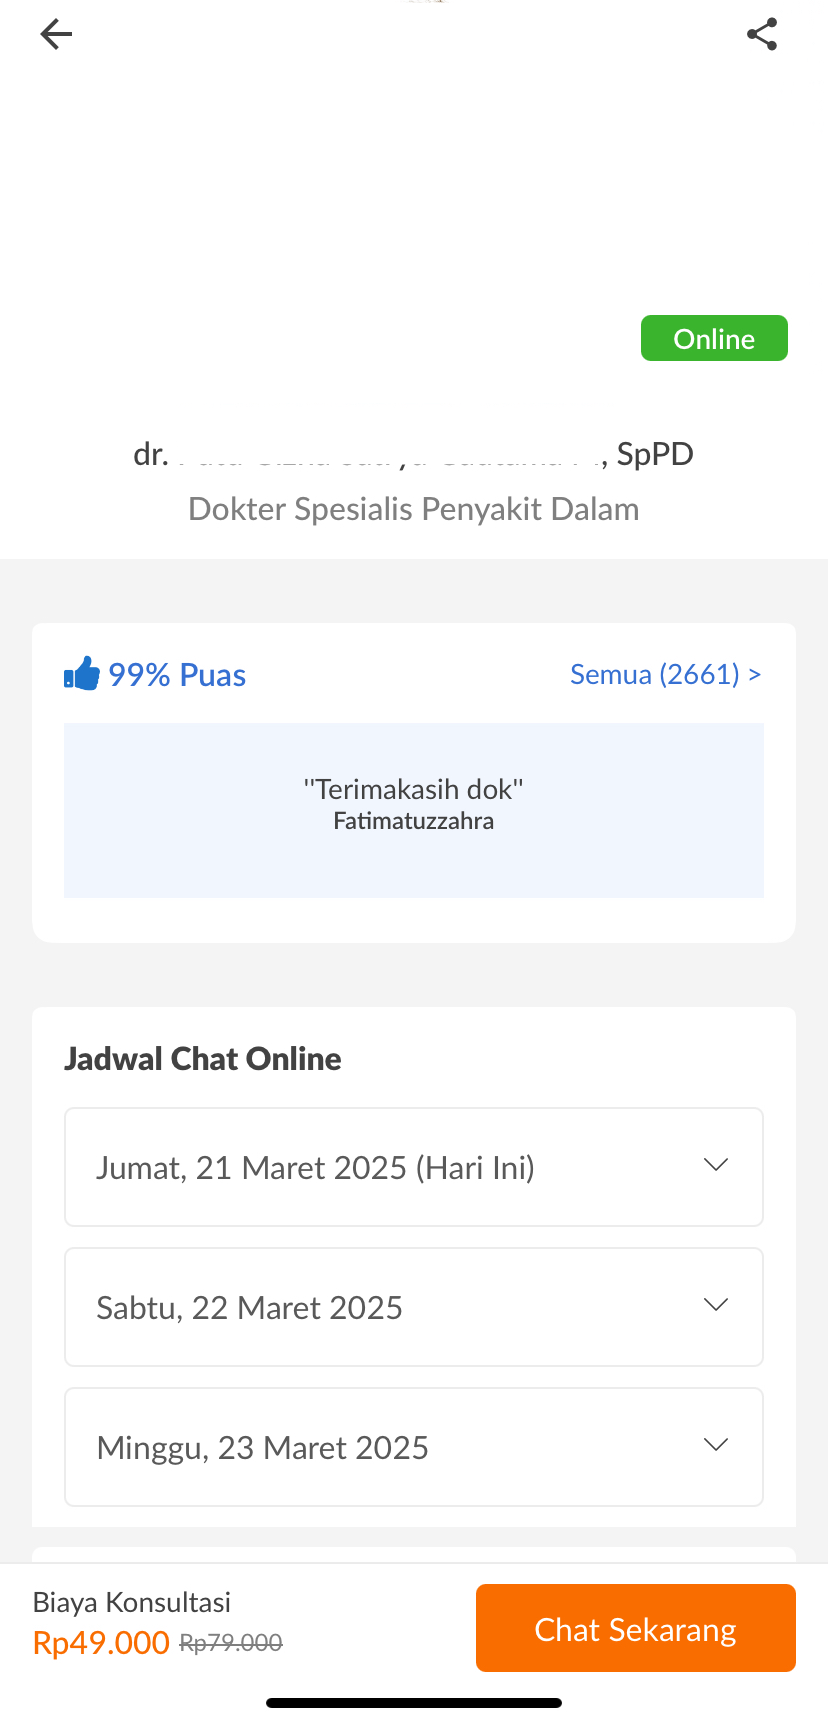 Online
dr. , SpPD
Dokter Spesialis Penyakit Dalam
99% Puas
Semua (2661) >
"Terimakasih dok"
Fatimatuzzahra
Jadwal Chat Online
Jumat, 21 Maret 2025 (Hari Ini)
Sabtu, 22 Maret 2025
Minggu, 23 Maret 2025
Biaya Konsultasi
Rp49.000 Rp79.000
Chat Sekarang